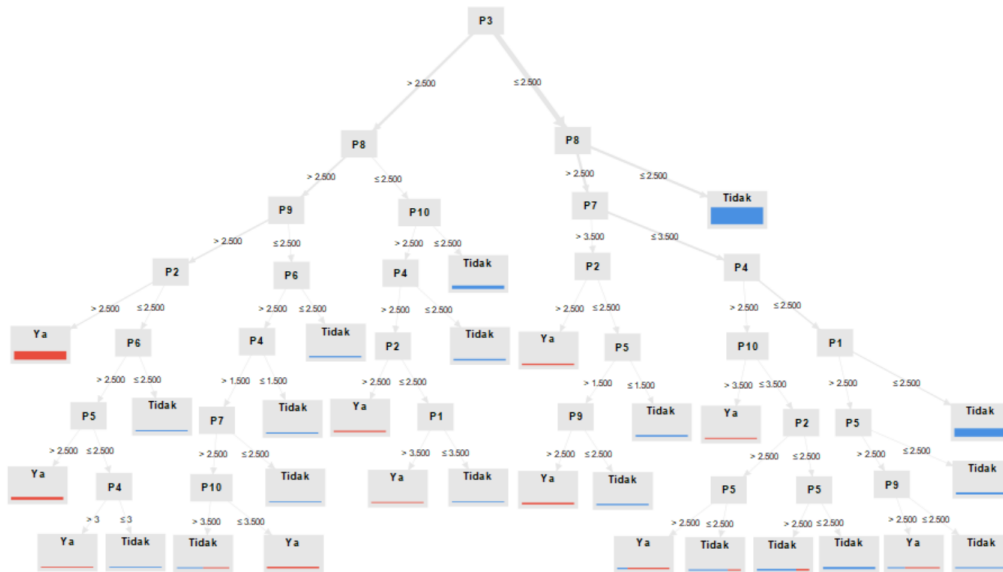 P3
> 2.500 ≤ 2.500
P8 P8
> 2.500 ≤ 2.500 > 2.500 ≤ 2.500
P9 P10 P7 Tidak
> 2.500 ≤ 2.500 > 2.500 ≤ 2.500 > 3.500 ≤ 3.500
P2 P6 P4 Tidak P2 P4
> 2.500 ≤ 2.500 > 2.500 ≤ 2.500 > 2.500 ≤ 2.500 > 2.500 ≤ 2.500 > 2.500 ≤ 2.500
Ya P6 P4 Tidak P2 Tidak Ya P5 P10 P1
> 2.500 ≤ 2.500 > 1.500 ≤ 1.500 > 2.500 ≤ 2.500 > 1.500 ≤ 1.500 > 3.500 ≤ 3.500 > 2.500 ≤ 2.500
P5 Tidak P7 Tidak Ya P1 P9 Tidak Ya P2 P5 Tidak
> 2.500 ≤ 2.500 > 2.500 ≤ 2.500 > 3.500 ≤ 3.500 > 2.500 ≤ 2.500 > 2.500 ≤ 2.500 > 2.500 ≤ 2.500
Ya P4 P10 Tidak Ya Tidak Ya Tidak P5 P5 P9 Tidak
> 3 ≤ 3 > 3.500 ≤ 3.500 > 2.500 ≤ 2.500 > 2.500 ≤ 2.500 > 2.500 ≤ 2.500
Ya Tidak Tidak Ya Ya Tidak Tidak Tidak Ya Tidak